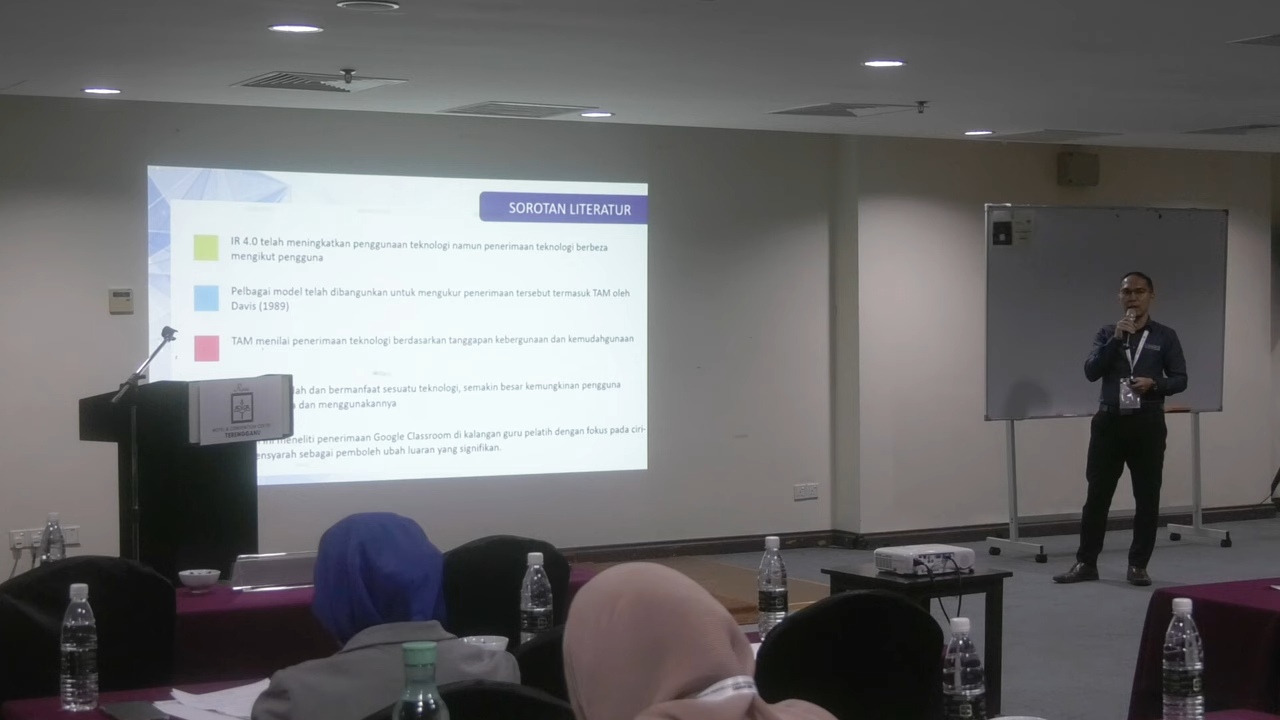 SOROTAN LITERATUR
IR 4.0 telah meningkatkan penggunaan teknologi namun penerimaan teknologi berbeza
mengikut pengguna
Pelbagai model telah dibangunkan untuk mengukur penerimaan tersebut termasuk TAM oleh
Davis (1989)
TAM menilai penerimaan teknologi berdasarkan tanggapan kebergunaan dan kemudahgunaan
dan bermanfaat sesuatu teknologi, semakin besar kemungkinan pengguna
dan menggunakannya
meneliti penerimaan Google Classroom di kalangan guru pelatih dengan fokus pada ciri-
sebagai pemboleh ubah luaran yang signifikan.
HOTEL & CONVENTION CENTRE
TERENGGANU